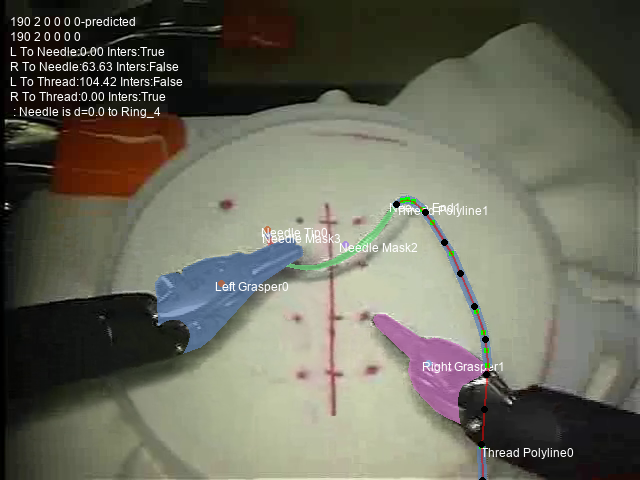 190 2 0 0 0 0-predicted
190 2 0 0 0 0
L To Needle:0.00 Inters:True
R To Needle:63.63 Inters:False
L To Thread:104.42 Inters:False
R To Thread:0.00 Inters:True
: Needle is d=0.0 to Ring_4
Thread Polyline1
Needle Tip0
Needle Mask3
Needle Mask2
Left Grasper0
Right Grasper1
Thread Polyline0